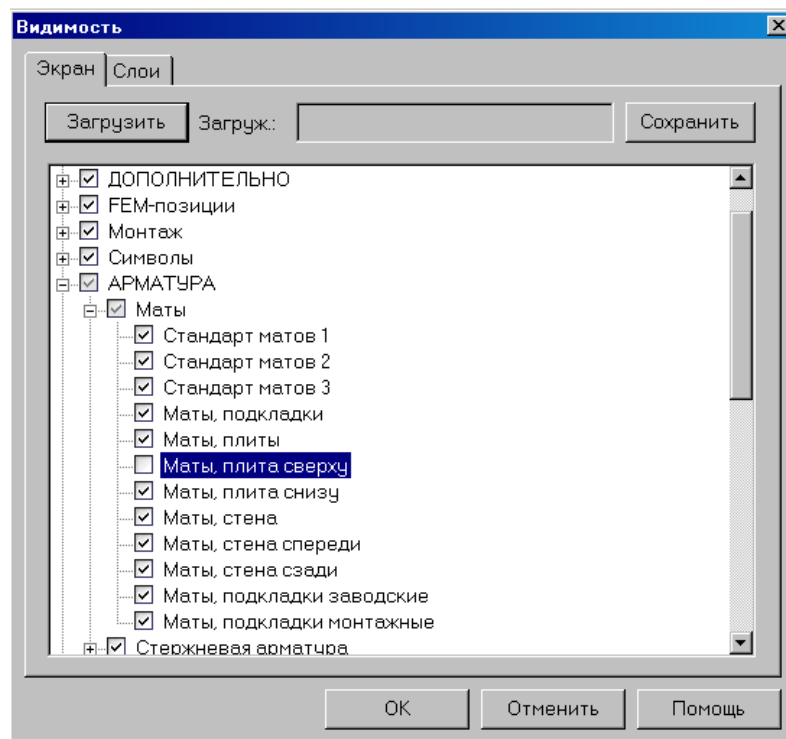 Видимость
Экран Слои
Загрузить Загруж.: Сохранить
ДОПОЛНИТЕЛЬНО
FEM-позиции
Монтаж
Символы
АРМАТУРА
Маты
Стандарт матов 1
Стандарт матов 2
Стандарт матов 3
Маты, подкладки
Маты, плиты
Маты, плита сверху
Маты, плита снизу
Маты, стена
Маты, стена спереди
Маты, стена сзади
Маты, подкладки заводские
Маты, подкладки монтажные
Стержневая арматура
OK Отменить Помощь